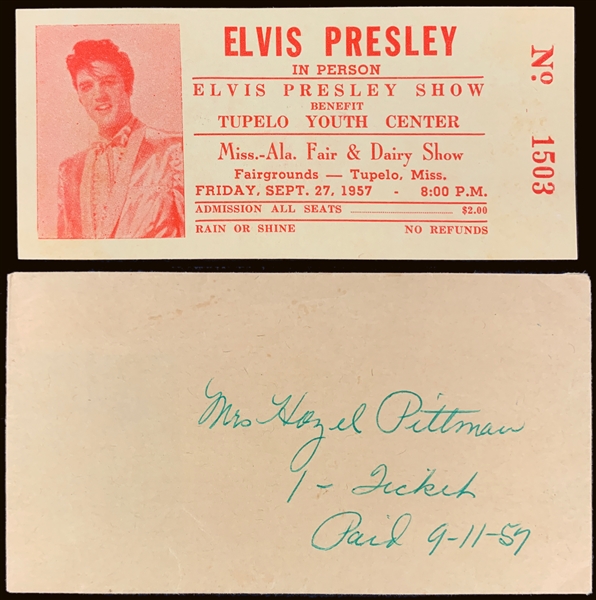 ELVIS PRESLEY
IN PERSON
ELVIS PRESLEY SHOW
BENEFIT
TUPELO YOUTH CENTER
Miss.-Ala. Fair & Dairy Show
Fairgrounds — Tupelo, Miss.
FRIDAY, SEPT. 27, 1957 - 8:00 P.M.
ADMISSION ALL SEATS ........................ $2.00
RAIN OR SHINE NO REFUNDS
No. 1503
Mrs Hazel Pittman
1 - Ticket
Paid 9-11-57